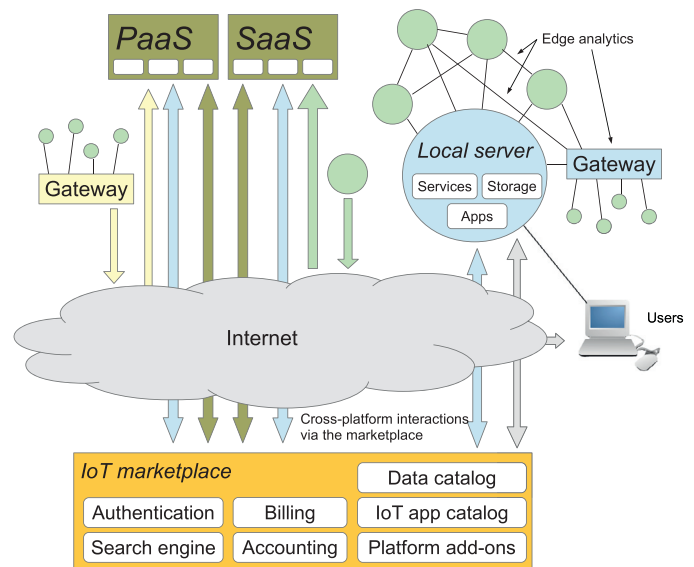 PaaS
SaaS
Edge analytics
Local server
Gateway
Gateway
Services
Storage
Apps
Internet
Users
Cross-platform interactions
via the marketplace
IoT marketplace
Data catalog
Authentication
Billing
IoT app catalog
Search engine
Accounting
Platform add-ons